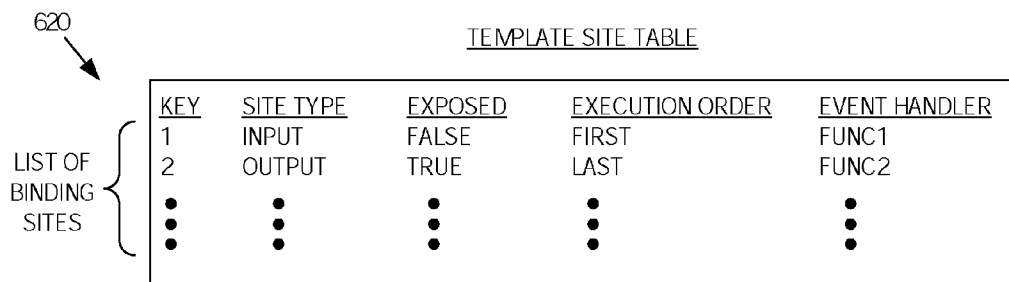 620
TEMPLATE SITE TABLE
KEY SITE TYPE EXPOSED EXECUTION ORDER EVENT HANDLER
1 INPUT FALSE FIRST FUNC1
2 OUTPUT TRUE LAST FUNC2
LIST OF
BINDING
SITES